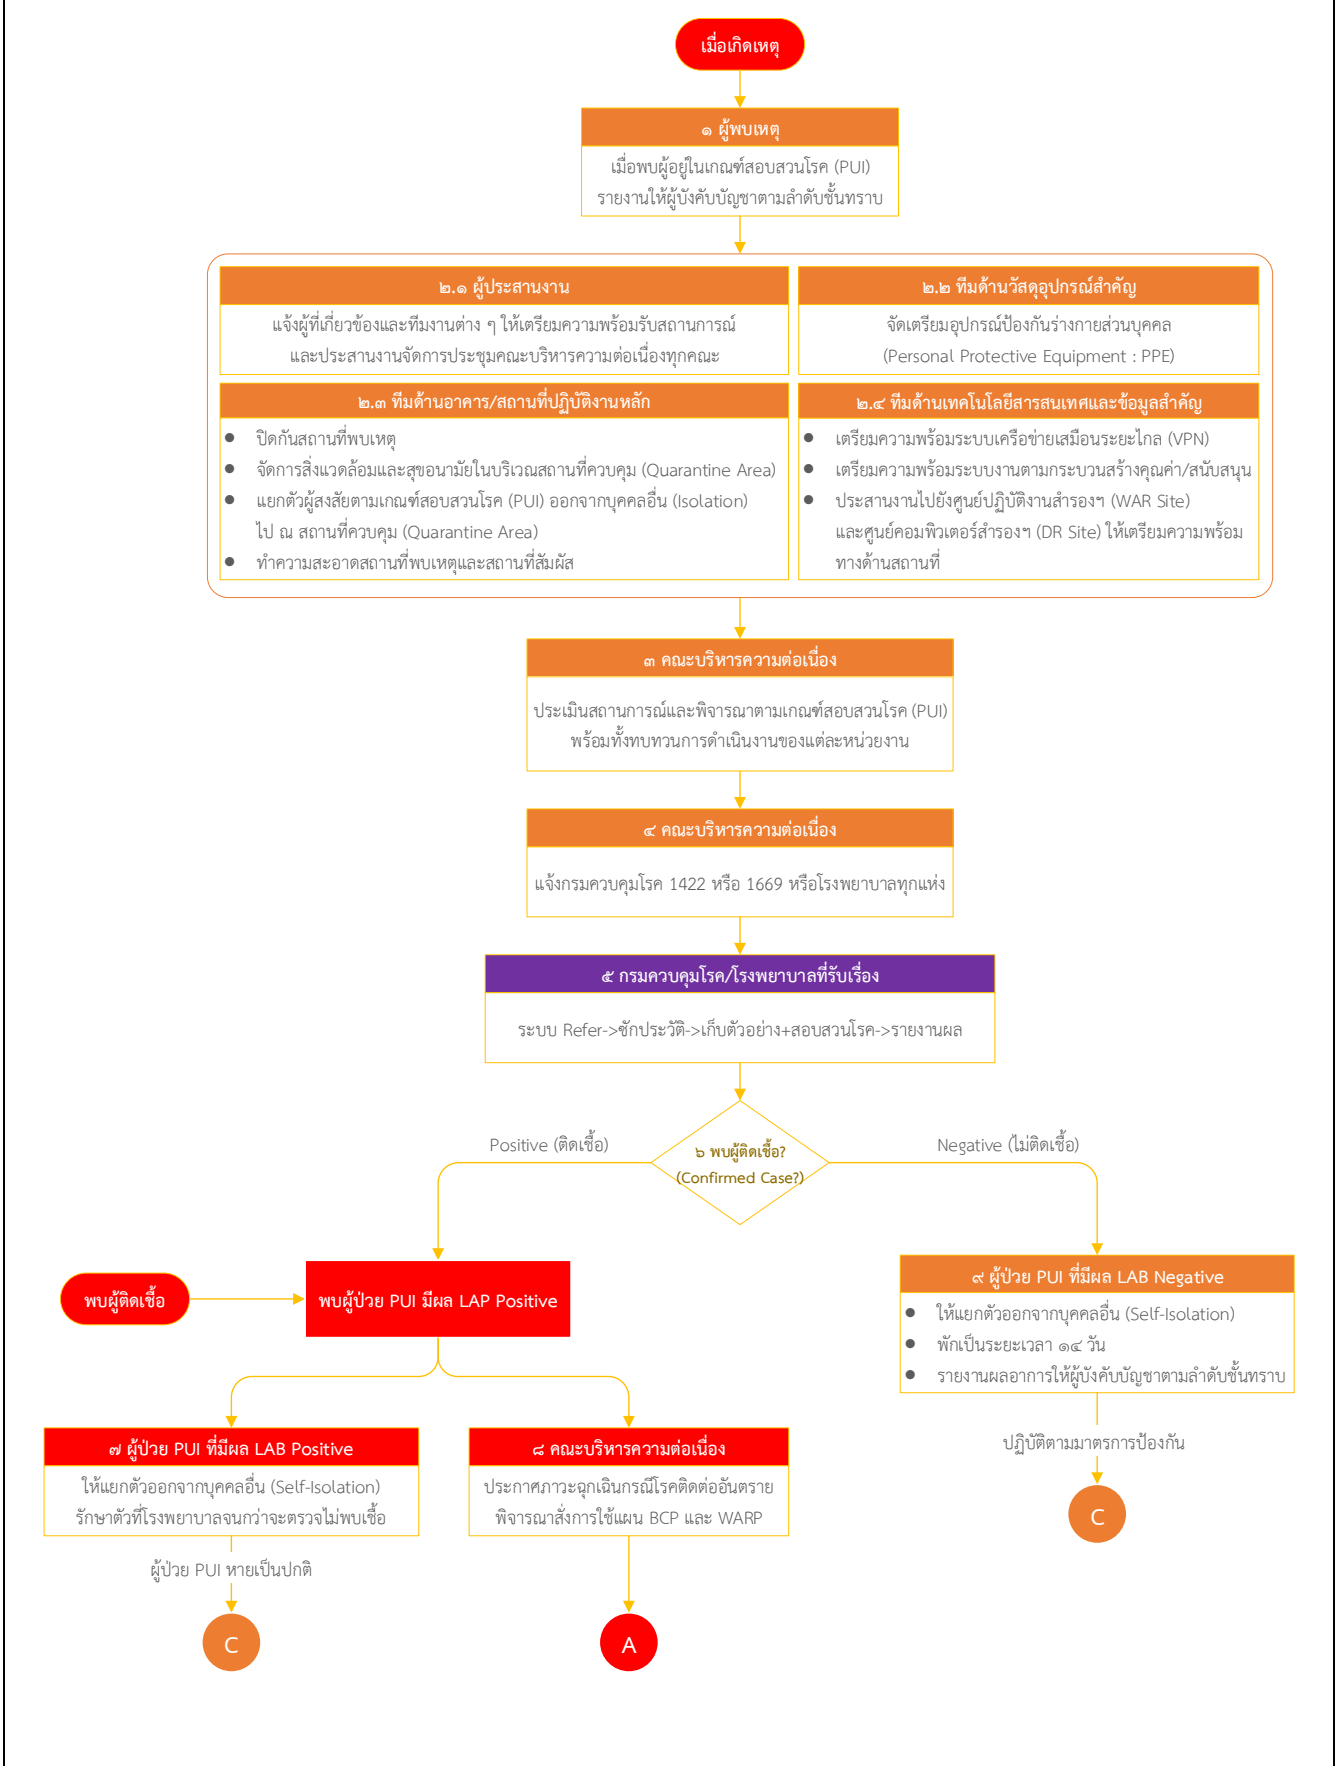 เมื่อเกิดเหตุ
๑ ผู้พบเหตุ
เมื่อพบผู้อยู่ในเกณฑ์สอบสวนโรค (PUI)
รายงานให้ผู้บังคับบัญชาตามลำดับชั้นทราบ
๒.๑ ผู้ประสานงาน
แจ้งผู้ที่เกี่ยวข้องและทีมงานต่าง ๆ ให้เตรียมความพร้อมรับสถานการณ์
และประสานงานจัดการประชุมคณะบริหารความต่อเนื่องทุกคณะ
๒.๒ ทีมด้านวัสดุอุปกรณ์สำคัญ
จัดเตรียมอุปกรณ์ป้องกันร่างกายส่วนบุคคล
(Personal Protective Equipment : PPE)
๒.๓ ทีมด้านอาคาร/สถานที่ปฏิบัติงานหลัก
● ปิดกันสถานที่พบเหตุ
● จัดการสิ่งแวดล้อมและสุขอนามัยในบริเวณสถานที่ควบคุม (Quarantine Area)
● แยกตัวผู้สงสัยตามเกณฑ์สอบสวนโรค (PUI) ออกจากบุคคลอื่น (Isolation)
ไป ณ สถานที่ควบคุม (Quarantine Area)
● ทำความสะอาดสถานที่พบเหตุและสถานที่สัมผัส
๒.๔ ทีมด้านเทคโนโลยีสารสนเทศและข้อมูลสำคัญ
● เตรียมความพร้อมระบบเครือข่ายเสมือนระยะไกล (VPN)
● เตรียมความพร้อมระบบงานตามกระบวนสร้างคุณค่า/สนับสนุน
● ประสานงานไปยังศูนย์ปฏิบัติงานสำรองฯ (WAR Site)
และศูนย์คอมพิวเตอร์สำรองฯ (DR Site) ให้เตรียมความพร้อม
ทางด้านสถานที่
๓ คณะบริหารความต่อเนื่อง
ประเมินสถานการณ์และพิจารณาตามเกณฑ์สอบสวนโรค (PUI)
พร้อมทั้งทบทวนการดำเนินงานของแต่ละหน่วยงาน
๔ คณะบริหารความต่อเนื่อง
แจ้งกรมควบคุมโรค 1422 หรือ 1669 หรือโรงพยาบาลทุกแห่ง
๕ กรมควบคุมโรค/โรงพยาบาลที่รับเรื่อง
ระบบ Refer->ซักประวัติ->เก็บตัวอย่าง+สอบสวนโรค->รายงานผล
Positive (ติดเชื้อ)
๖ พบผู้ติดเชื้อ?
(Confirmed Case?)
Negative (ไม่ติดเชื้อ)
พบผู้ติดเชื้อ
พบผู้ป่วย PUI มีผล LAP Positive
๙ ผู้ป่วย PUI ที่มีผล LAB Negative
● ให้แยกตัวออกจากบุคคลอื่น (Self-Isolation)
● พักเป็นระยะเวลา ๑๔ วัน
● รายงานผลอาการให้ผู้บังคับบัญชาตามลำดับชั้นทราบ
ปฏิบัติตามมาตรการป้องกัน
C
๗ ผู้ป่วย PUI ที่มีผล LAB Positive
ให้แยกตัวออกจากบุคคลอื่น (Self-Isolation)
รักษาตัวที่โรงพยาบาลจนกว่าจะตรวจไม่พบเชื้อ
ผู้ป่วย PUI หายเป็นปกติ
C
๘ คณะบริหารความต่อเนื่อง
ประกาศภาวะฉุกเฉินกรณีโรคติดต่ออันตราย
พิจารณาสั่งการใช้แผน BCP และ WARP
A